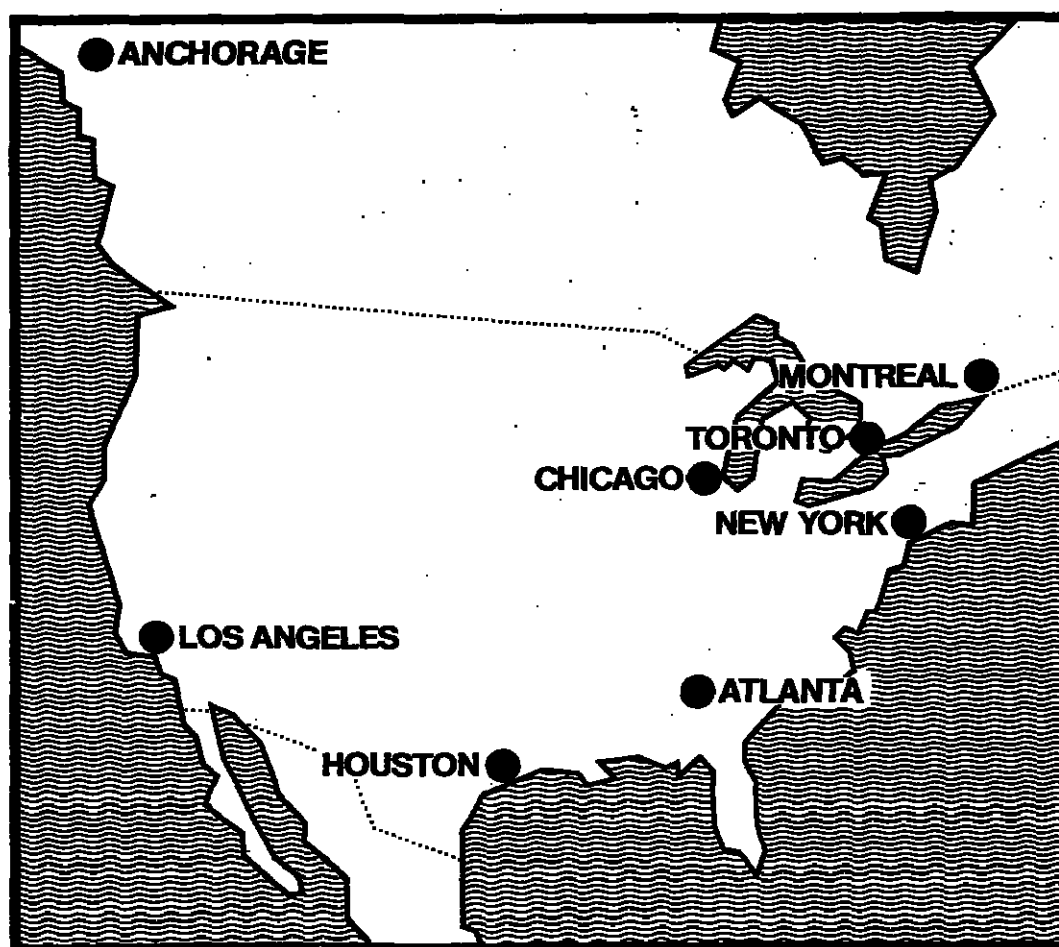 ANCHORAGE
MONTREAL
TORONTO
CHICAGO
NEW YORK
LOS ANGELES
ATLANTA
HOUSTON